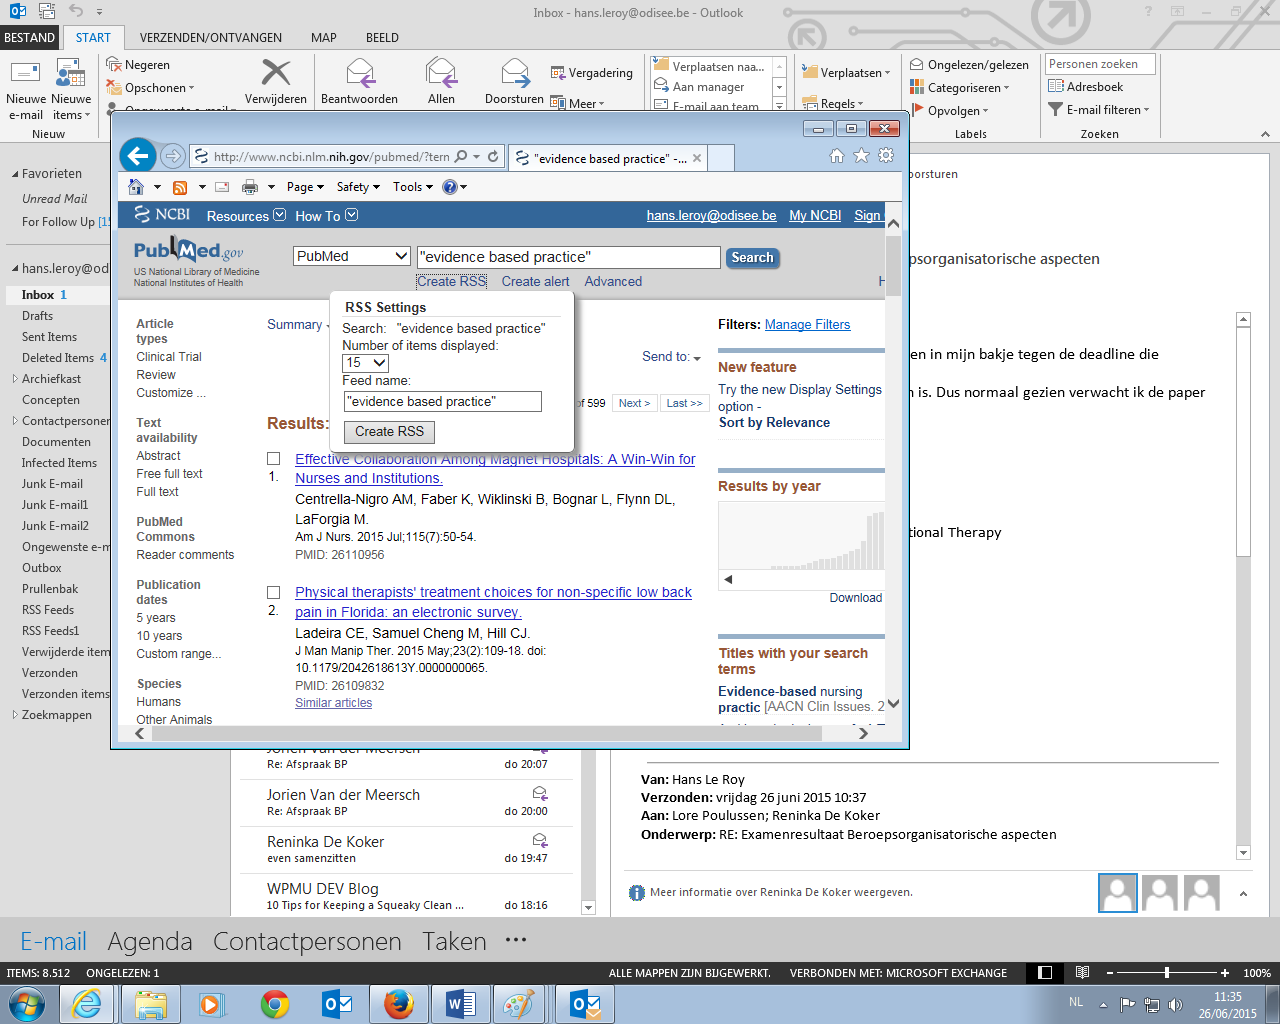 Inbox - hans.leroy@odisee.be - Outlook
BESTAND START VERZENDEN/ONTVANGEN MAP BEELD
Nieuwe e-mail
Nieuwe items
Nieuw
Negeren
Opschonen
Verwijderen
Beantwoorden
Allen
Doorsturen
Vergadering
Meer
Verplaatsen naa...
Aan manager
E-mail aan team
Verplaatsen
Regels
Ongelezen/gelezen
Categoriseren
Opvolgen
Labels
Personen zoeken
Adresboek
E-mail filteren
Zoeken
Favorieten
Unread Mail
For Follow Up [15
hans.leroy@odi
Inbox 1
Drafts
Sent Items
Deleted Items 4
Archiefkast
Concepten
Contactpersonen
Documenten
Infected Items
Junk E-mail
Junk E-mail1
Junk E-mail2
Ongewenste e-m
Outbox
Prullenbak
RSS Feeds
RSS Feeds1
Verwijderde item
Verzonden
Verzonden items
Zoekmappen
http://www.ncbi.nlm.nih.gov/pubmed/?tern
"evidence based practice" -...
Page Safety Tools
NCBI Resources How To hans.leroy@odisee.be My NCBI Sign
PubMed.gov
US National Library of Medicine
National Institutes of Health
PubMed "evidence based practice" Search
Create RSS Create alert Advanced H
RSS Settings
Search: "evidence based practice"
Number of items displayed:
15
Feed name:
"evidence based practice"
Create RSS
Article types
Clinical Trial
Review
Customize ...
Text availability
Abstract
Free full text
Full text
PubMed Commons
Reader comments
Publication dates
5 years
10 years
Custom range...
Species
Humans
Other Animals
Summary
Send to:
Results:
of 599 Next > Last >>
1. Effective Collaboration Among Magnet Hospitals: A Win-Win for
Nurses and Institutions.
Centrella-Nigro AM, Faber K, Wiklinski B, Bognar L, Flynn DL,
LaForgia M.
Am J Nurs. 2015 Jul;115(7):50-54.
PMID: 26110956
2. Physical therapists' treatment choices for non-specific low back
pain in Florida: an electronic survey.
Ladeira CE, Samuel Cheng M, Hill CJ.
J Man Manip Ther. 2015 May;23(2):109-18. doi:
10.1179/2042618613Y.0000000065.
PMID: 26109832
Similar articles
Filters: Manage Filters
New feature
Try the new Display Settings
option -
Sort by Relevance
Results by year
Download
Titles with your search
terms
Evidence-based nursing
practic [AACN Clin Issues. 2
oorsturen
epsorganisatorische aspecten
en in mijn bakje tegen de deadline die
n is. Dus normaal gezien verwacht ik de paper
tional Therapy
Jorien Van der Meersch
Re: Afspraak BP do 20:07
Jorien Van der Meersch
Re: Afspraak BP do 20:00
Reninka De Koker
even samenzitten do 19:47
WPMU DEV Blog
10 Tips for Keeping a Squeaky Clean ... do 18:16
Van: Hans Le Roy
Verzonden: vrijdag 26 juni 2015 10:37
Aan: Lore Poulussen; Reninka De Koker
Onderwerp: RE: Examenresultaat Beroepsorganisatorische aspecten
Meer informatie over Reninka De Koker weergeven.
E-mail Agenda Contactpersonen Taken ...
ITEMS: 8.512 ONGELEZEN: 1 ALLE MAPPEN ZIJN BIJGEWERKT. VERBONDEN MET: MICROSOFT EXCHANGE 100%
NL 11:35
26/06/2015